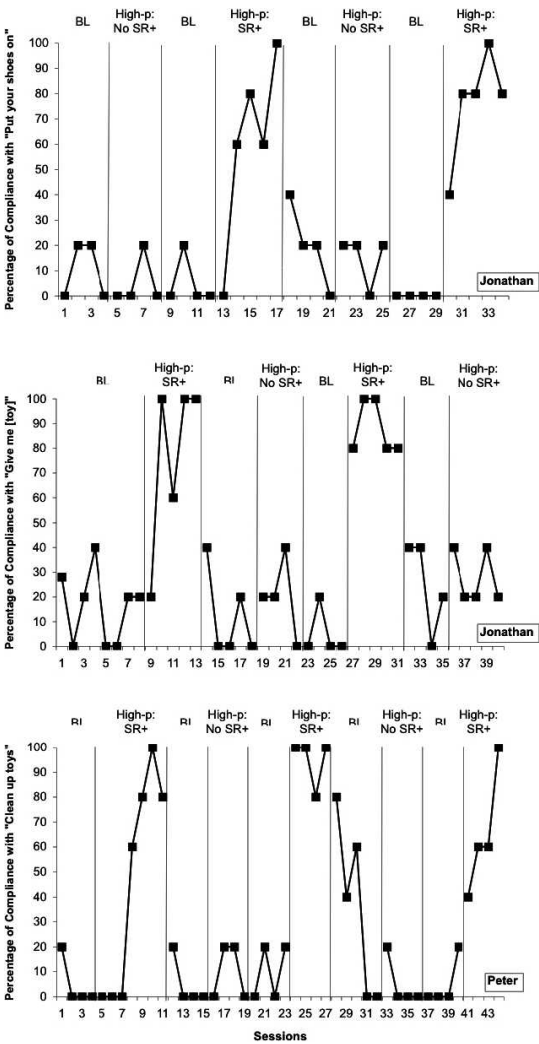 BL High-p: No SR+ BL High-p: SR+ BL High-p: No SR+ BL High-p: SR+
Percentage of Compliance with "Put your shoes on"
100
90
80
70
60
50
40
30
20
10
0
1 3 5 7 9 11 13 15 17 19 21 23 25 27 29 31 33
Jonathan
BL High-p: SR+ BL High-p: No SR+ BL High-p: SR+ BL High-p: No SR+
Percentage of Compliance with "Give me [toy]"
100
90
80
70
60
50
40
30
20
10
0
1 3 5 7 9 11 13 15 17 19 21 23 25 27 29 31 33 35 37 39
Jonathan
BL High-p: SR+ BL High-p: No SR+ BL High-p: SR+ BL High-p: No SR+ BL High-p: SR+
Percentage of Compliance with "Clean up toys"
100
90
80
70
60
50
40
30
20
10
0
1 3 5 7 9 11 13 15 17 19 21 23 25 27 29 31 33 35 37 39 41 43
Peter
Sessions